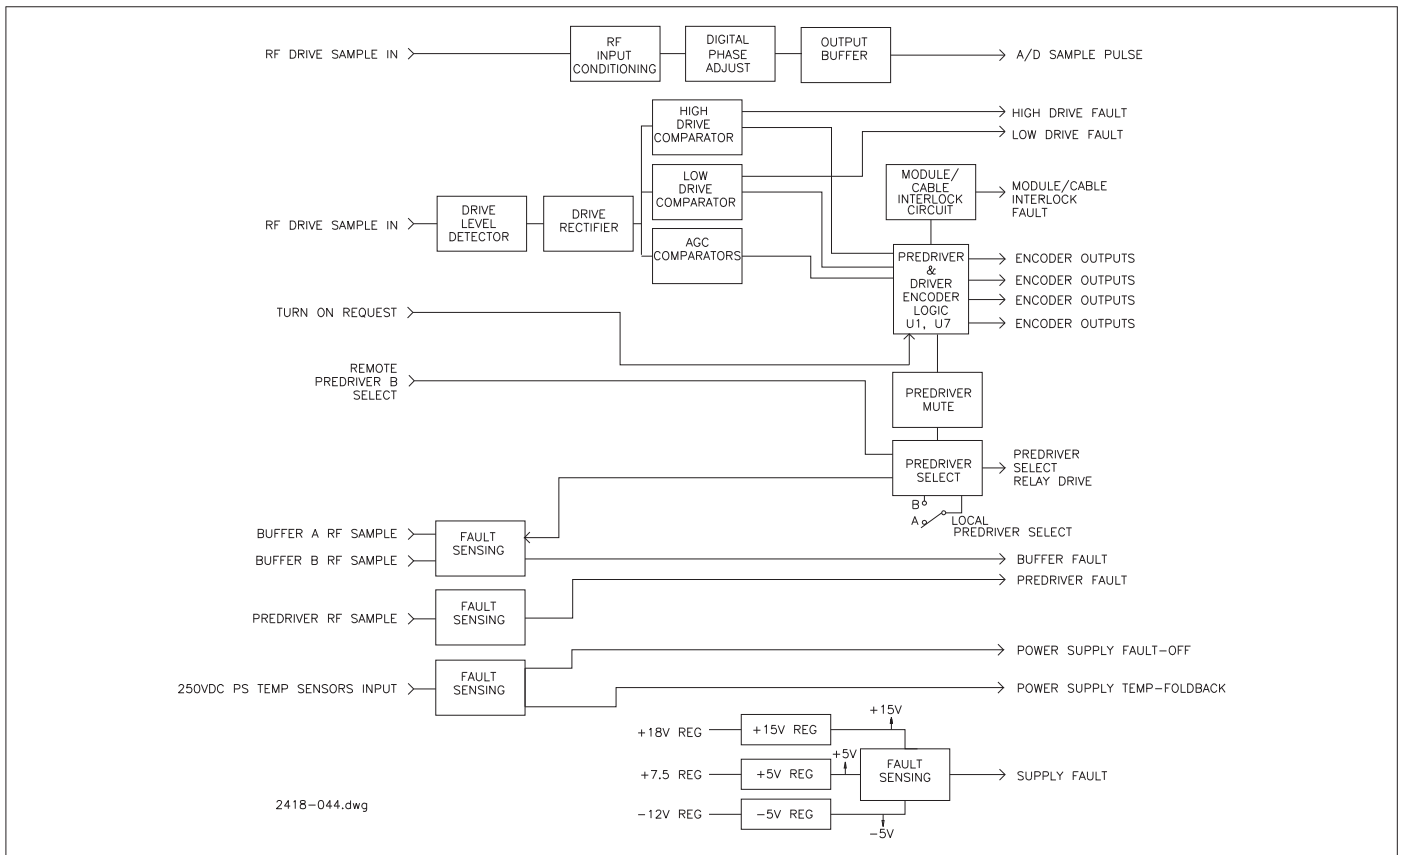 RF DRIVE SAMPLE IN
RF
INPUT
CONDITIONING
DIGITAL
PHASE
ADJUST
OUTPUT
BUFFER
A/D SAMPLE PULSE
HIGH
DRIVE
COMPARATOR
HIGH DRIVE FAULT
LOW DRIVE FAULT
LOW
DRIVE
COMPARATOR
MODULE/
CABLE
INTERLOCK
CIRCUIT
MODULE/CABLE
INTERLOCK
FAULT
RF DRIVE SAMPLE IN
DRIVE
LEVEL
DETECTOR
DRIVE
RECTIFIER
AGC
COMPARATORS
PREDRIVER
&
DRIVER
ENCODER
LOGIC
U1, U7
ENCODER OUTPUTS
ENCODER OUTPUTS
ENCODER OUTPUTS
ENCODER OUTPUTS
TURN ON REQUEST
REMOTE
PREDRIVER B
SELECT
PREDRIVER
MUTE
PREDRIVER
SELECT
PREDRIVER
SELECT
RELAY DRIVE
B
A
LOCAL
PREDRIVER SELECT
BUFFER A RF SAMPLE
BUFFER B RF SAMPLE
FAULT
SENSING
BUFFER FAULT
PREDRIVER FAULT
PREDRIVER RF SAMPLE
FAULT
SENSING
POWER SUPPLY FAULT-OFF
250VDC PS TEMP SENSORS INPUT
FAULT
SENSING
POWER SUPPLY TEMP-FOLDBACK
+18V REG
+15V REG
+15V
+7.5 REG
+5V REG
+5V
FAULT
SENSING
SUPPLY FAULT
-12V REG
-5V REG
-5V
2418-044.dwg